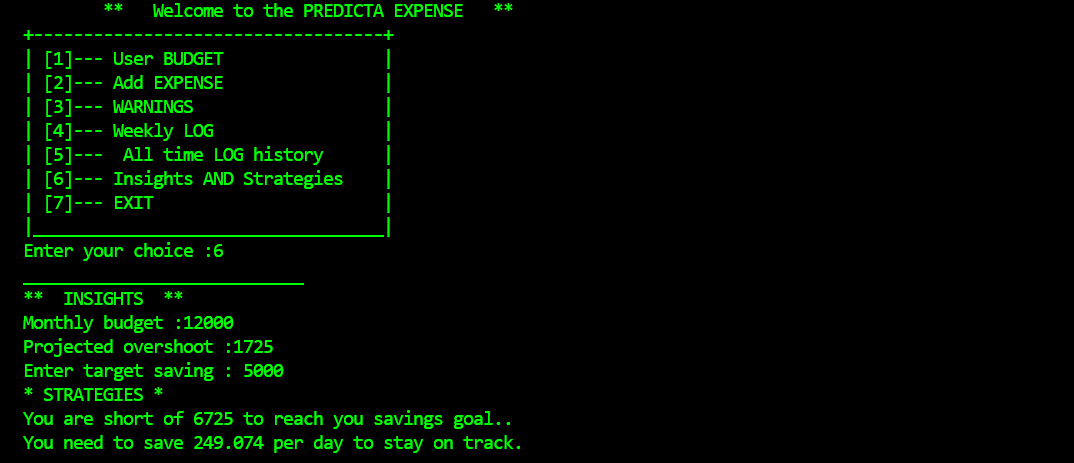 ** Welcome to the PREDICTA EXPENSE **
+-----------------------------------+
| [1]--- User BUDGET |
| [2]--- Add EXPENSE |
| [3]--- WARNINGS |
| [4]--- Weekly LOG |
| [5]--- All time LOG history |
| [6]--- Insights AND Strategies |
| [7]--- EXIT |
|___________________________________|
Enter your choice :6
____________________________
** INSIGHTS **
Monthly budget :12000
Projected overshoot :1725
Enter target saving : 5000
* STRATEGIES *
You are short of 6725 to reach you savings goal..
You need to save 249.074 per day to stay on track.